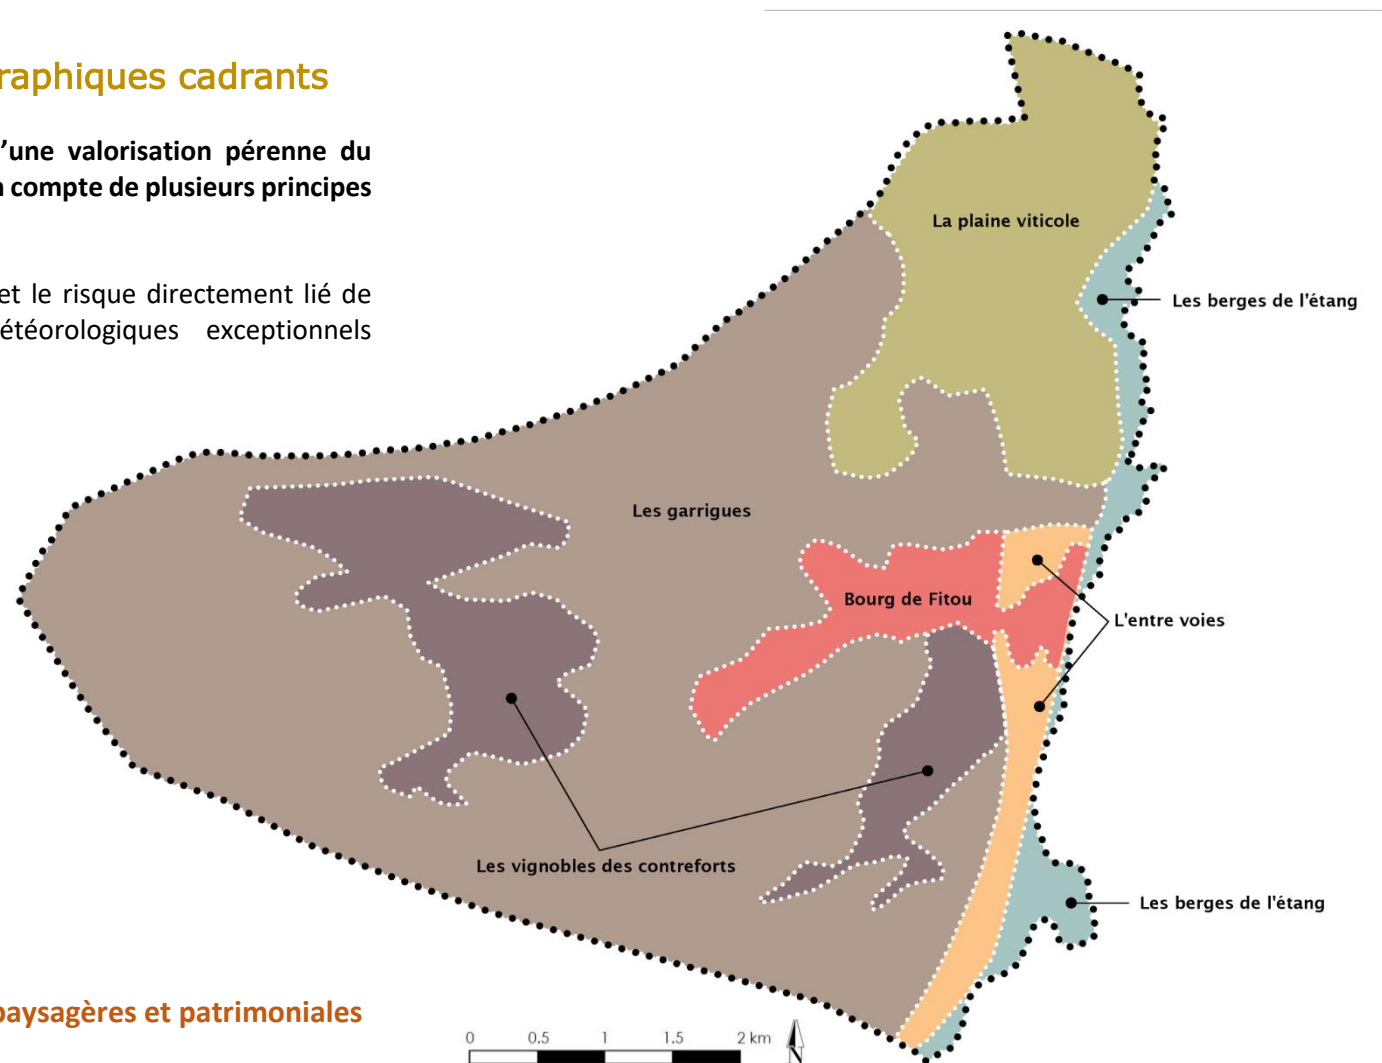 raphiques cadrants
’une valorisation pérenne du
compte de plusieurs principes
et le risque directement lié de
étéorologiques exceptionnels
La plaine viticole
Les berges de l'étang
Les garrigues
Bourg de Fitou
L'entre voies
Les vignobles des contreforts
Les berges de l'étang
paysagères et patrimoniales
0 0.5 1 1.5 2 km
N